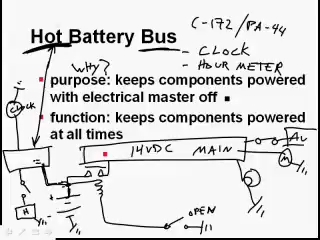 C-172/PA-44
Hot Battery Bus
- CLOCK
- HOUR METER
why?
purpose: keeps components powered
with electrical master off
function: keeps components powered
at all times
CLOCK
14VDC MAIN
OPEN
H